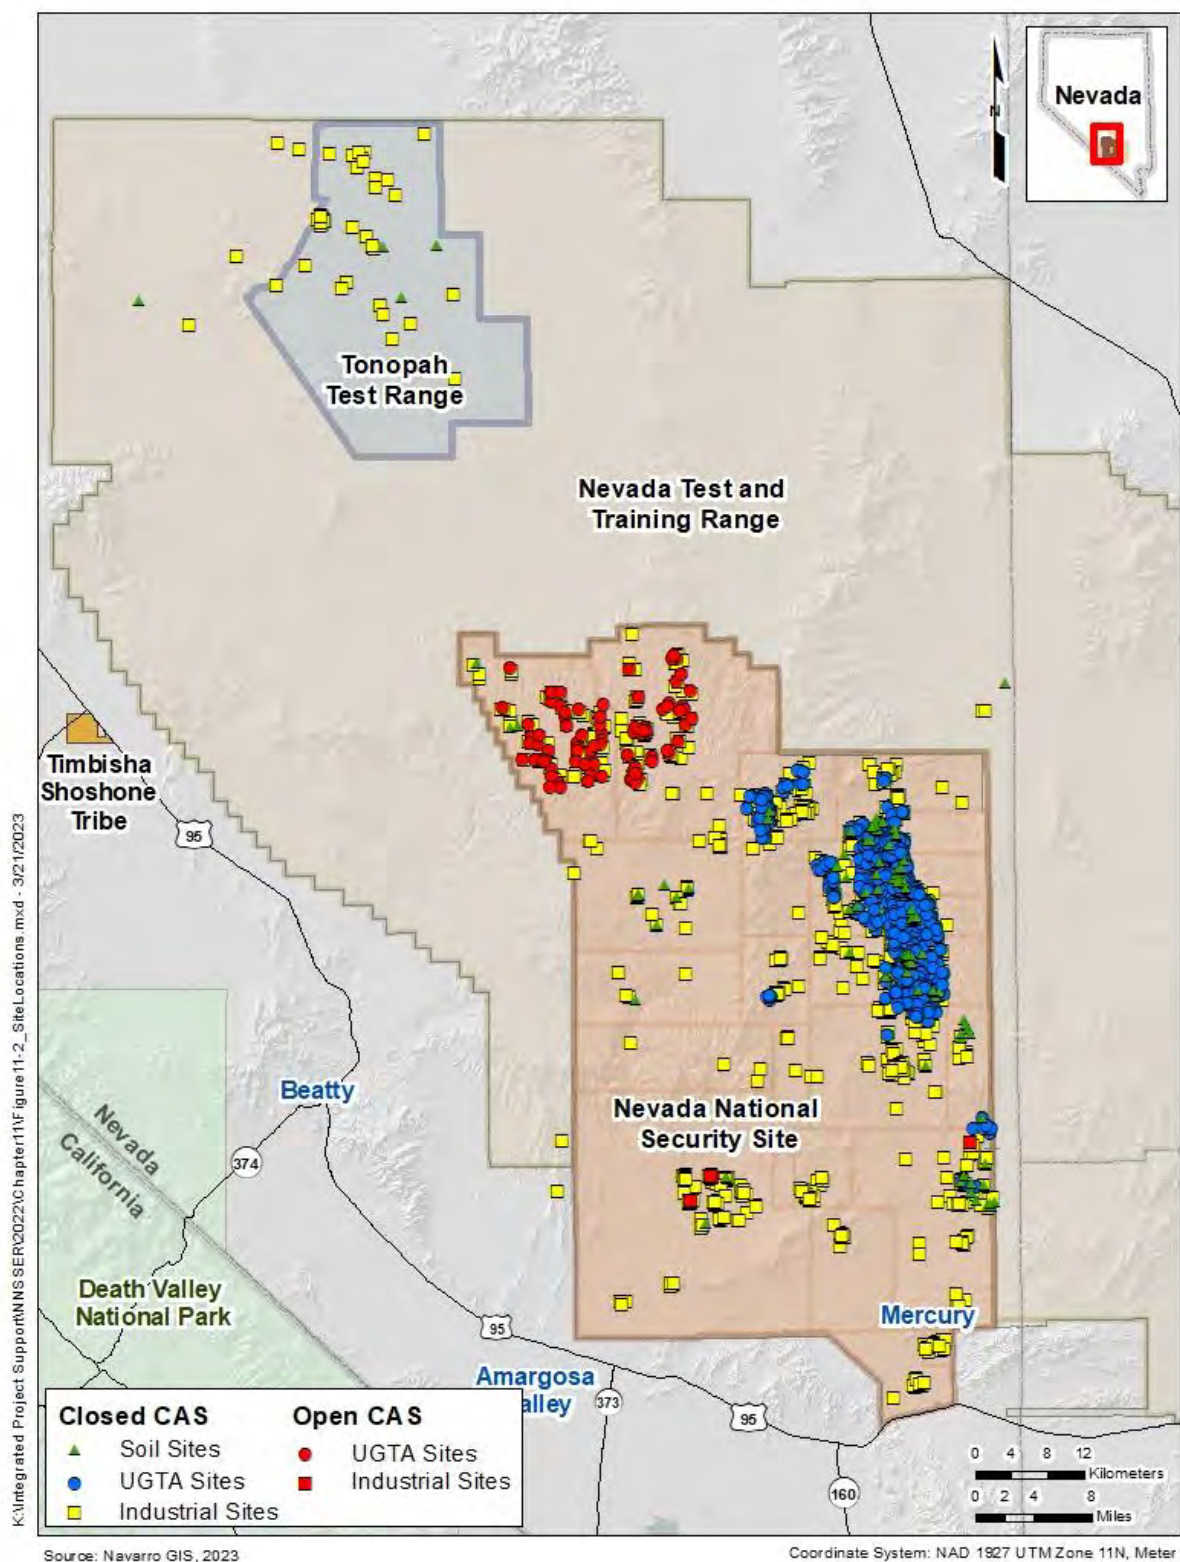 N
Nevada
Tonopah
Test Range
Nevada Test and
Training Range
Timbisha
Shoshone
Tribe
95
Beatty
Nevada
California
374
Nevada National
Security Site
Death Valley
National Park
Mercury
95
Amargosa
alley
373
95
160
Closed CAS
Soil Sites
UGTA Sites
Industrial Sites
Open CAS
UGTA Sites
Industrial Sites
0 4 8 12
Kilometers
0 2 4 8
Miles
K:\Integrated Project Support\NNSSER\2022\Chapter11\Figure11-2_SiteLocations.mxd - 3/21/2023
Source: Navarro GIS, 2023
Coordinate System: NAD 1927 UTM Zone 11N, Meter